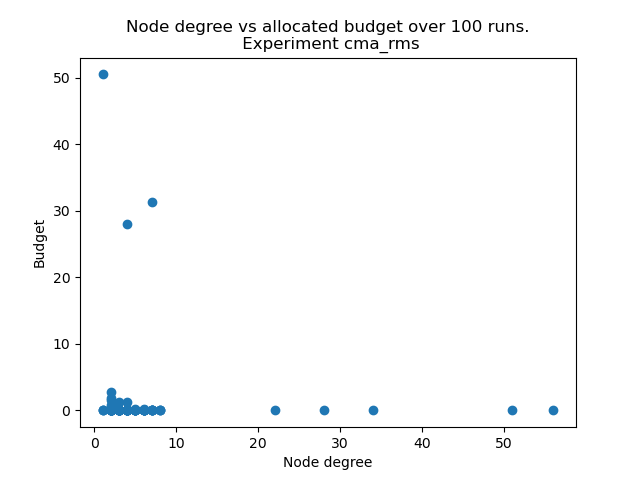 Node degree vs allocated budget over 100 runs.
Experiment cma_rms
50
40
30
20
10
0
Budget
0 10 20 30 40 50
Node degree